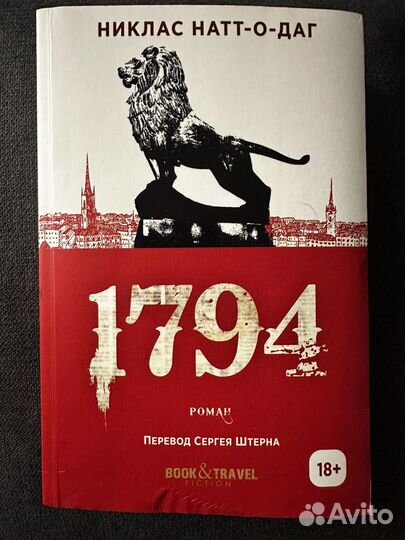 НИКЛАС НАТТ-О-ДАГ
1794
РОМАН
ПЕРЕВОД СЕРГЕЯ ШТЕРНА
BOOK&TRAVEL
FICTION
18+
Avito